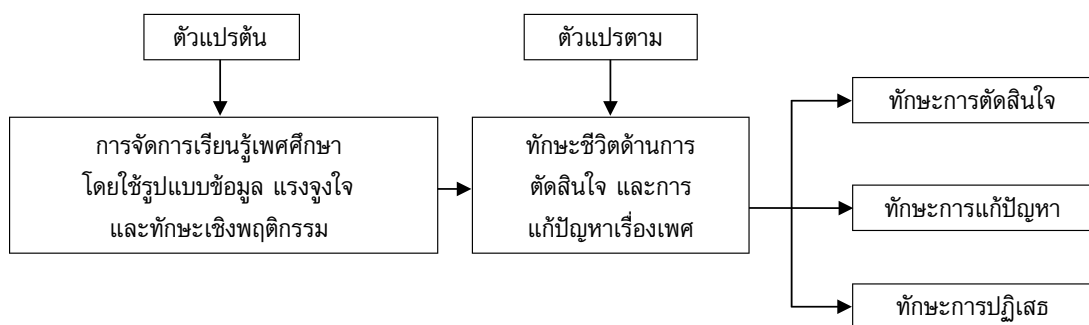 ตัวแปรต้น
ตัวแปรตาม
การจัดการเรียนรู้เพศศึกษา
โดยใช้รูปแบบข้อมูล แรงจูงใจ
และทักษะเชิงพฤติกรรม
ทักษะชีวิตด้านการ
ตัดสินใจ และการ
แก้ปัญหาเรื่องเพศ
ทักษะการตัดสินใจ
ทักษะการแก้ปัญหา
ทักษะการปฏิเสธ